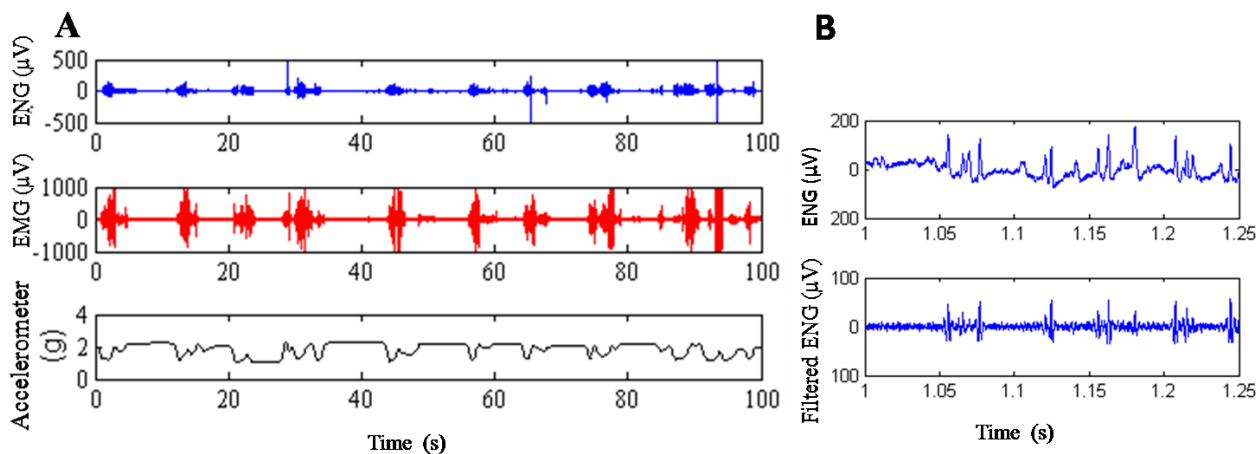 A
ENG (µV)
500
0
-500
0 20 40 60 80 100
EMG (µV)
1000
0
-1000
0 20 40 60 80 100
Accelerometer
(g)
4
2
0
0 20 40 60 80 100
Time (s)
B
ENG (µV)
200
0
200
1 1.05 1.1 1.15 1.2 1.25
Filtered ENG (µV)
100
0
100
1 1.05 1.1 1.15 1.2 1.25
Time (s)